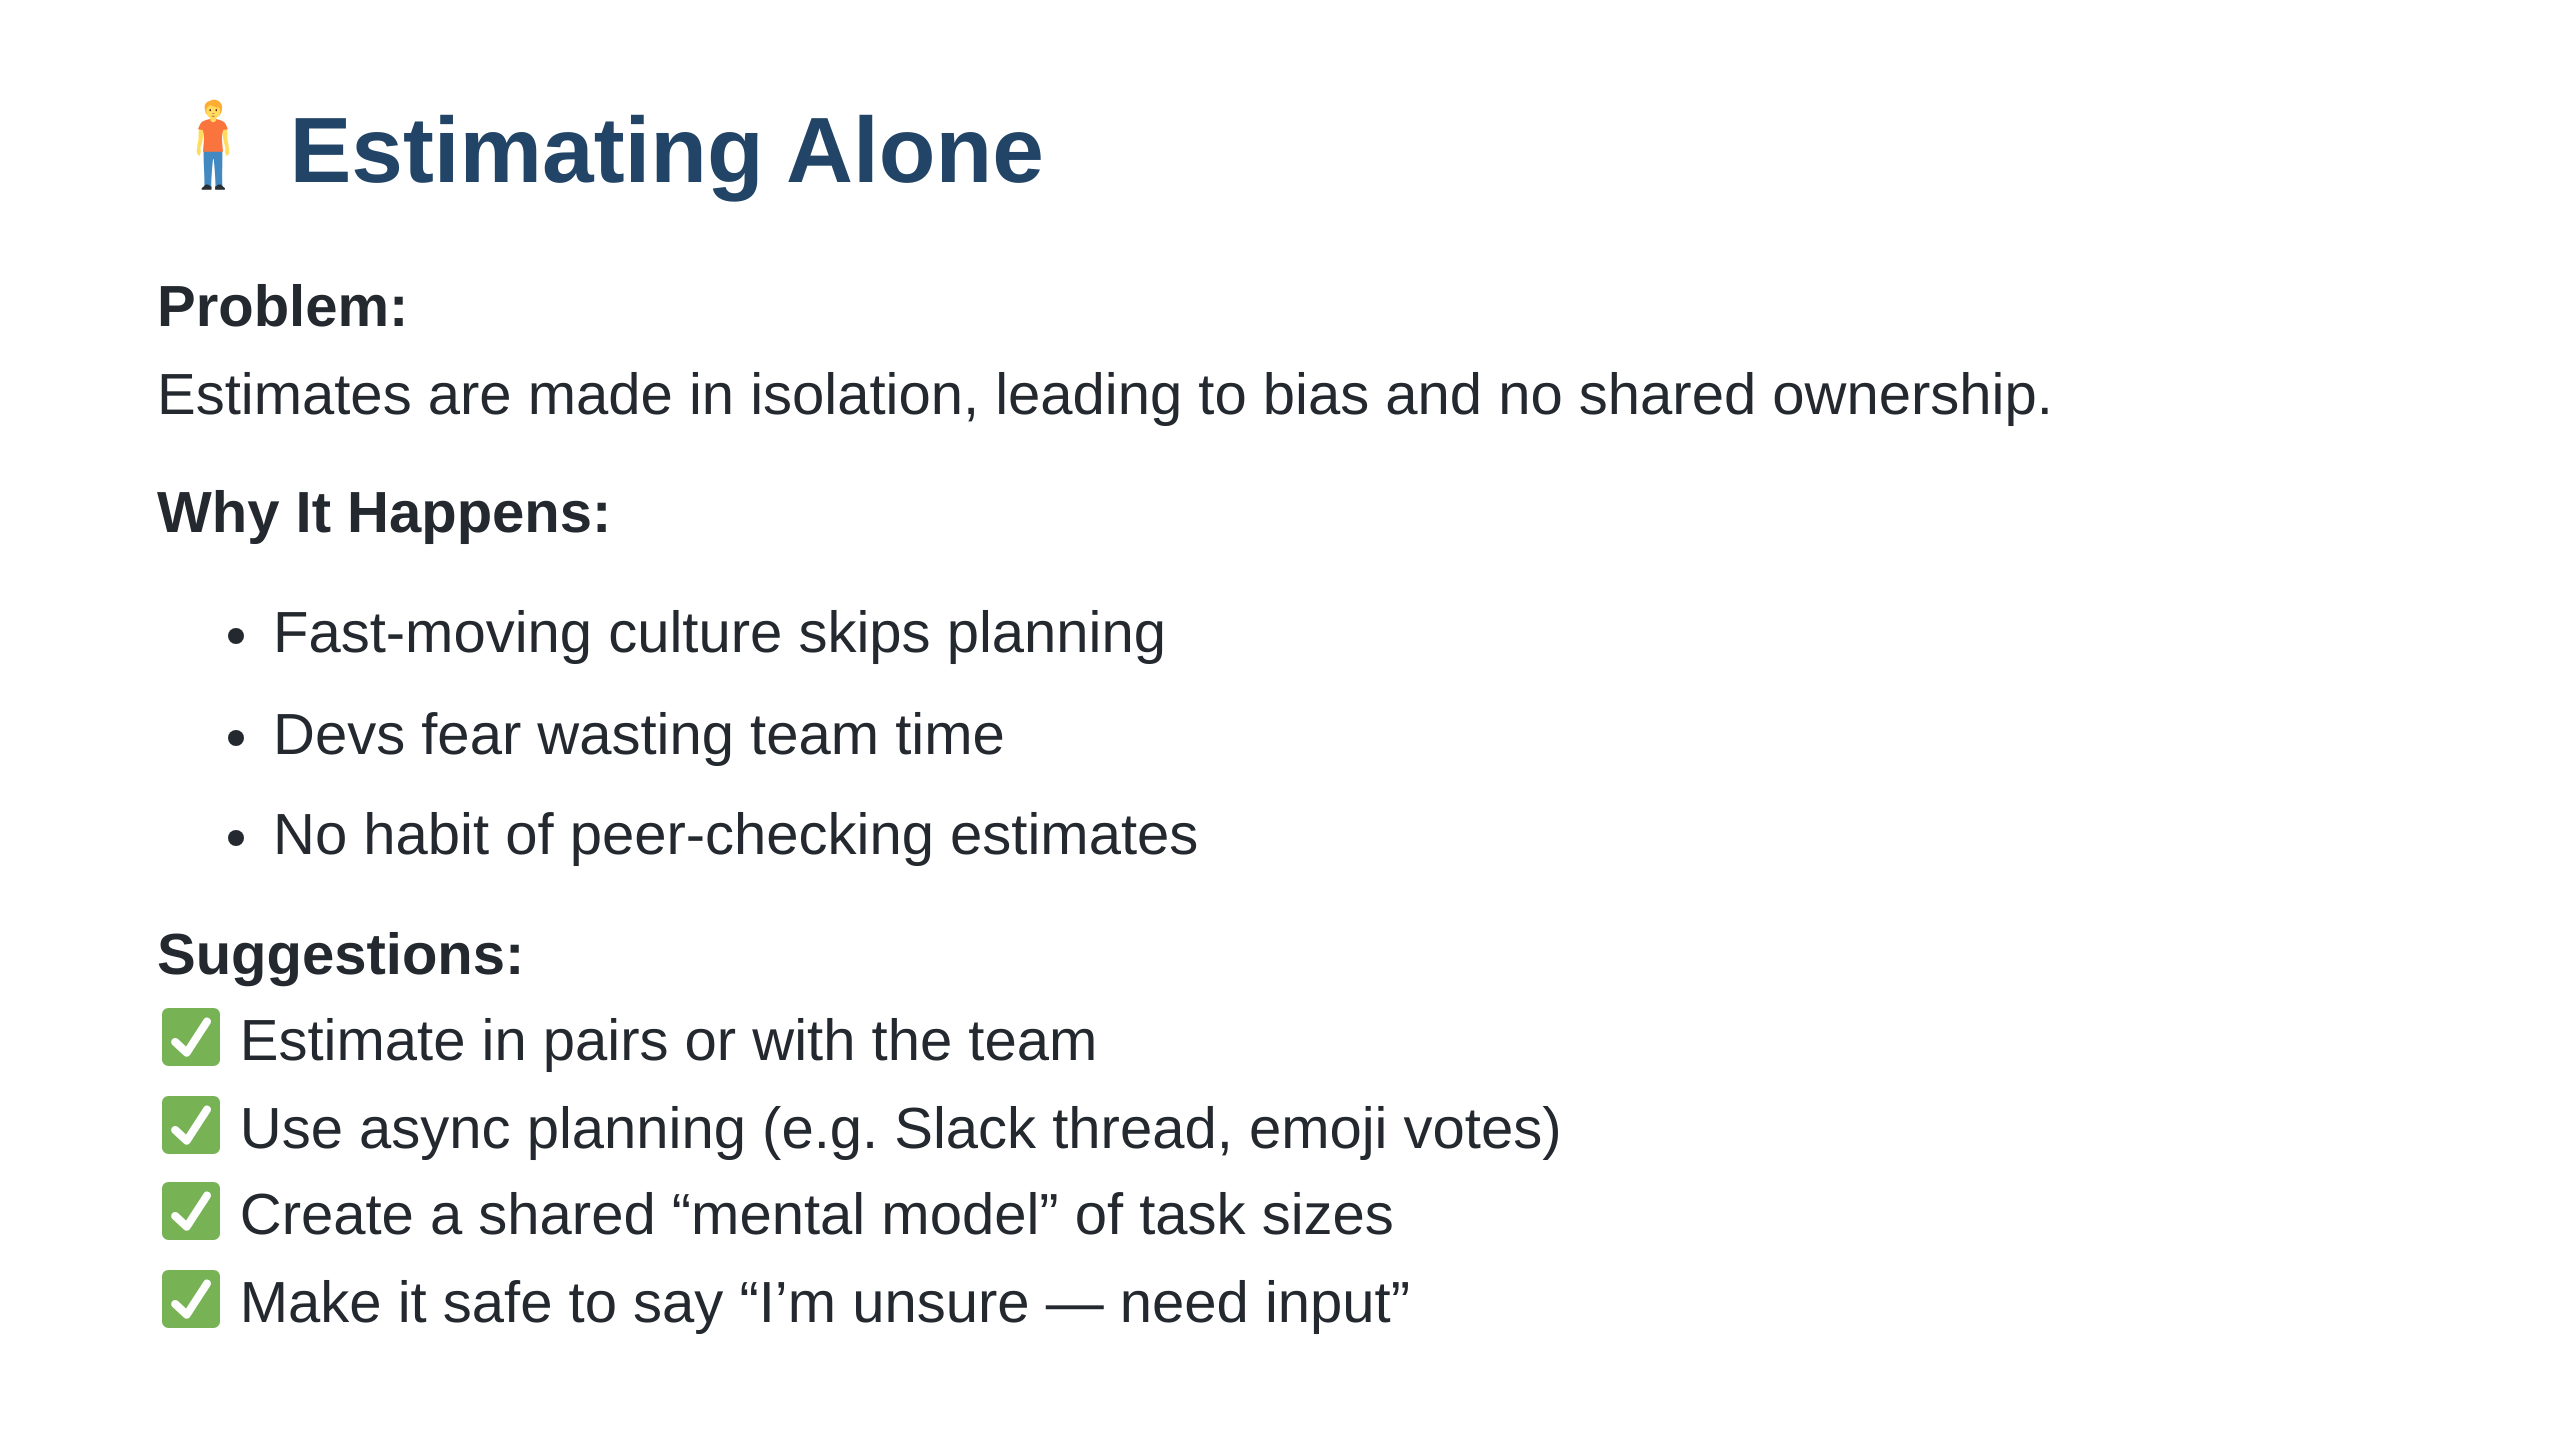 Estimating Alone
Problem:
Estimates are made in isolation, leading to bias and no shared ownership.
Why It Happens:
• Fast-moving culture skips planning
• Devs fear wasting team time
• No habit of peer-checking estimates
Suggestions:
✅ Estimate in pairs or with the team
✅ Use async planning (e.g. Slack thread, emoji votes)
✅ Create a shared “mental model” of task sizes
✅ Make it safe to say “I’m unsure — need input”